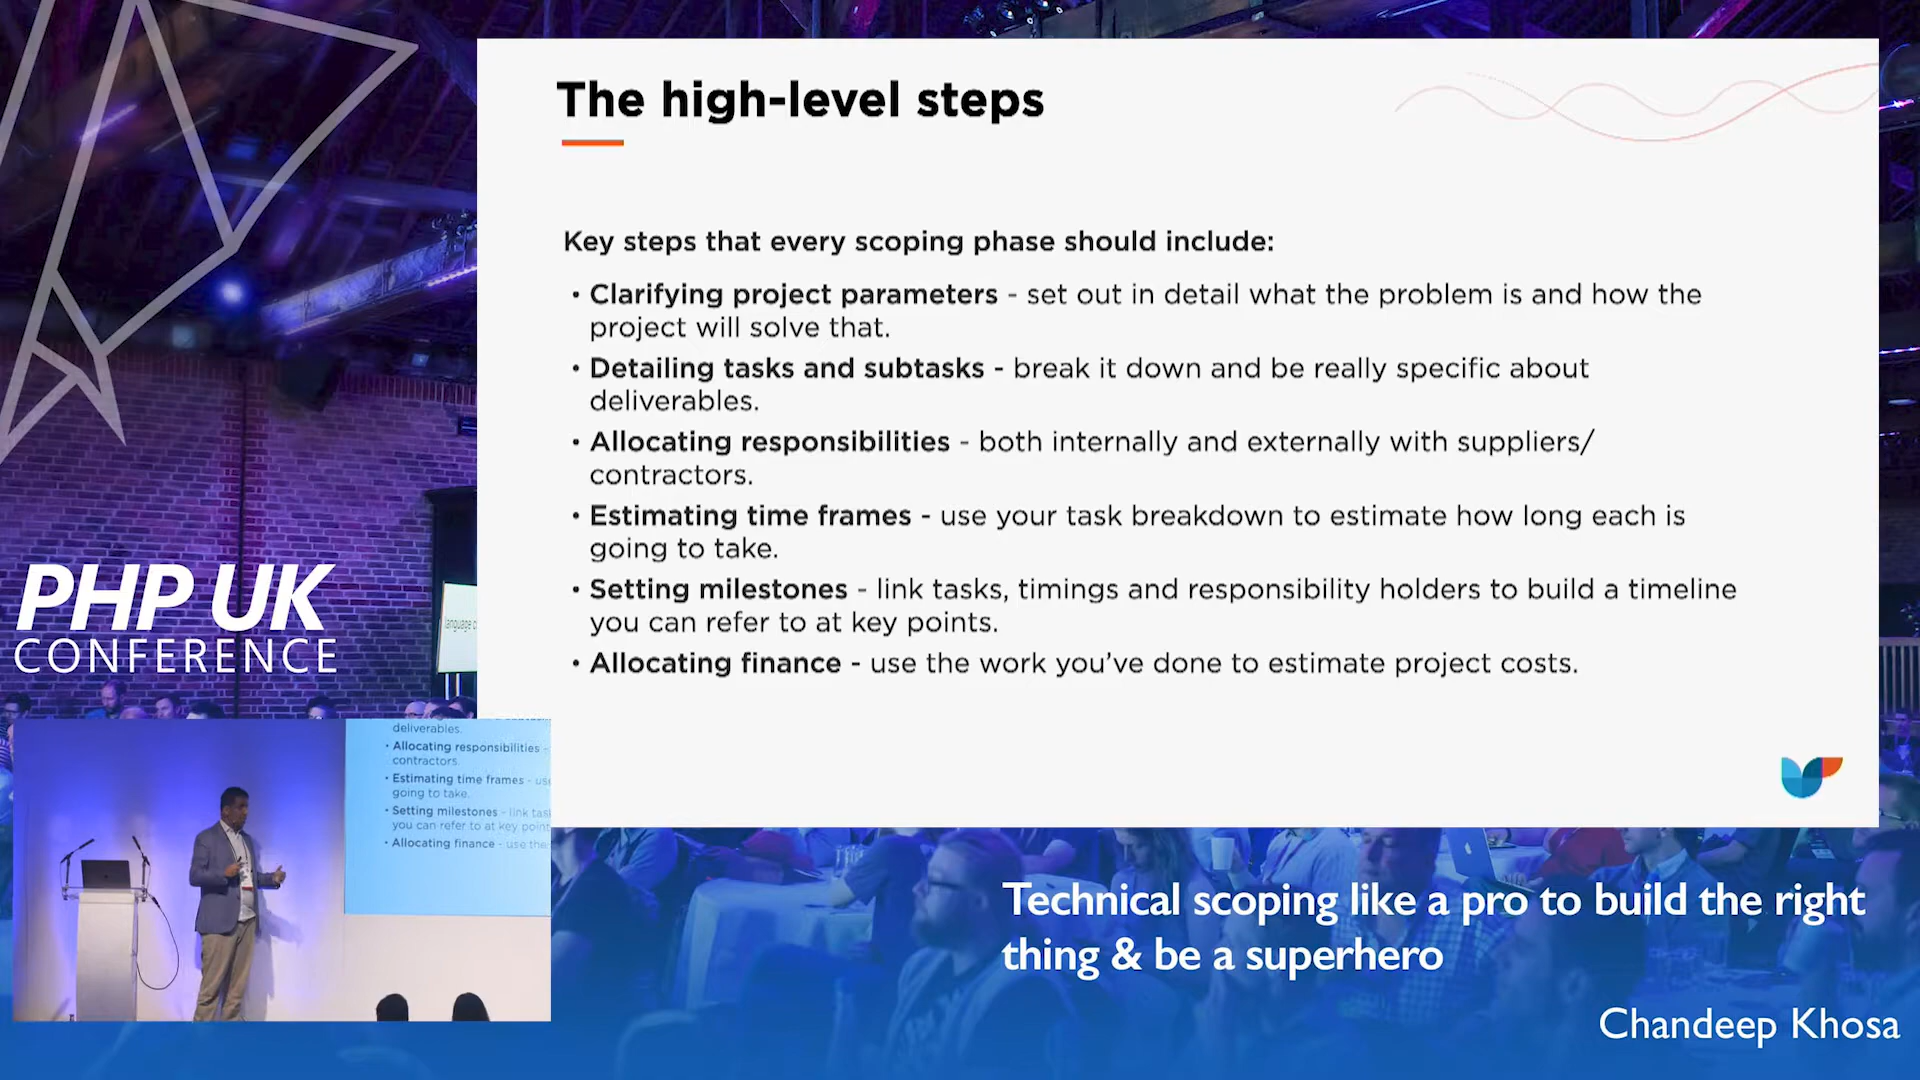 The high-level steps
Key steps that every scoping phase should include:
• Clarifying project parameters - set out in detail what the problem is and how the
project will solve that.
• Detailing tasks and subtasks - break it down and be really specific about
deliverables.
• Allocating responsibilities - both internally and externally with suppliers/
contractors.
• Estimating time frames - use your task breakdown to estimate how long each is
going to take.
• Setting milestones - link tasks, timings and responsibility holders to build a timeline
you can refer to at key points.
• Allocating finance - use the work you've done to estimate project costs.
PHP UK
CONFERENCE
language
deliverables.
• Allocating responsibilities -
contractors.
• Estimating time frames - use
going to take.
• Setting milestones - link
you can refer to at key
• Allocating finance - use the
Technical scoping like a pro to build the right
thing & be a superhero
Chandeep Khosa